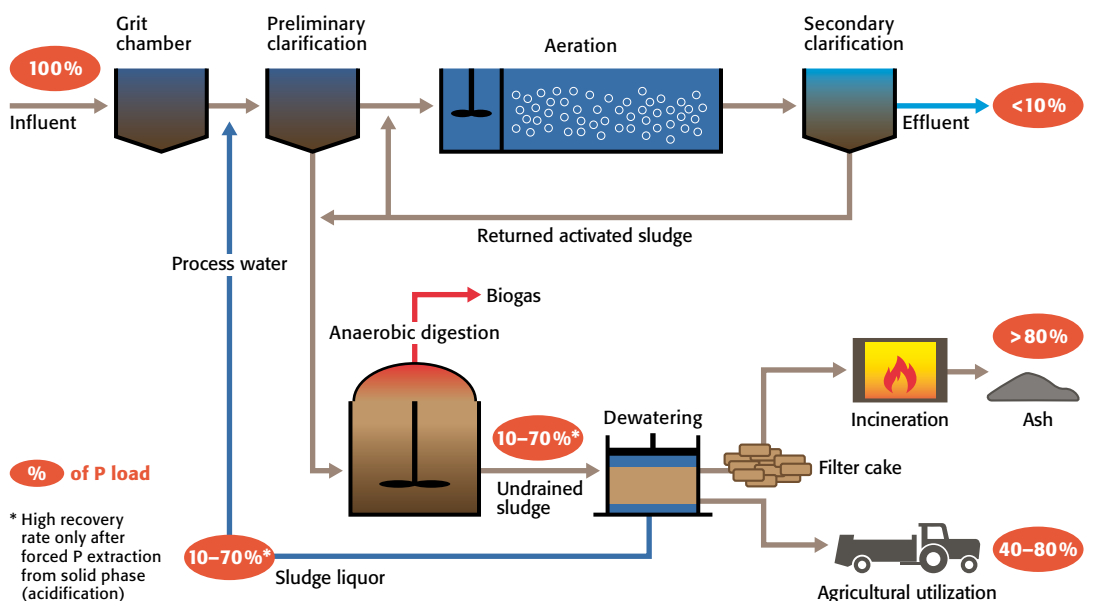 Grit
chamber
Preliminary
clarification
Aeration
Secondary
clarification
100%
Influent
Effluent
<10%
Returned activated sludge
Process water
Biogas
Anaerobic digestion
>80%
Incineration
Ash
Dewatering
10–70%*
Undrained
sludge
Filter cake
% of P load
* High recovery
rate only after
forced P extraction
from solid phase
(acidification)
10–70%*
Sludge liquor
40–80%
Agricultural utilization